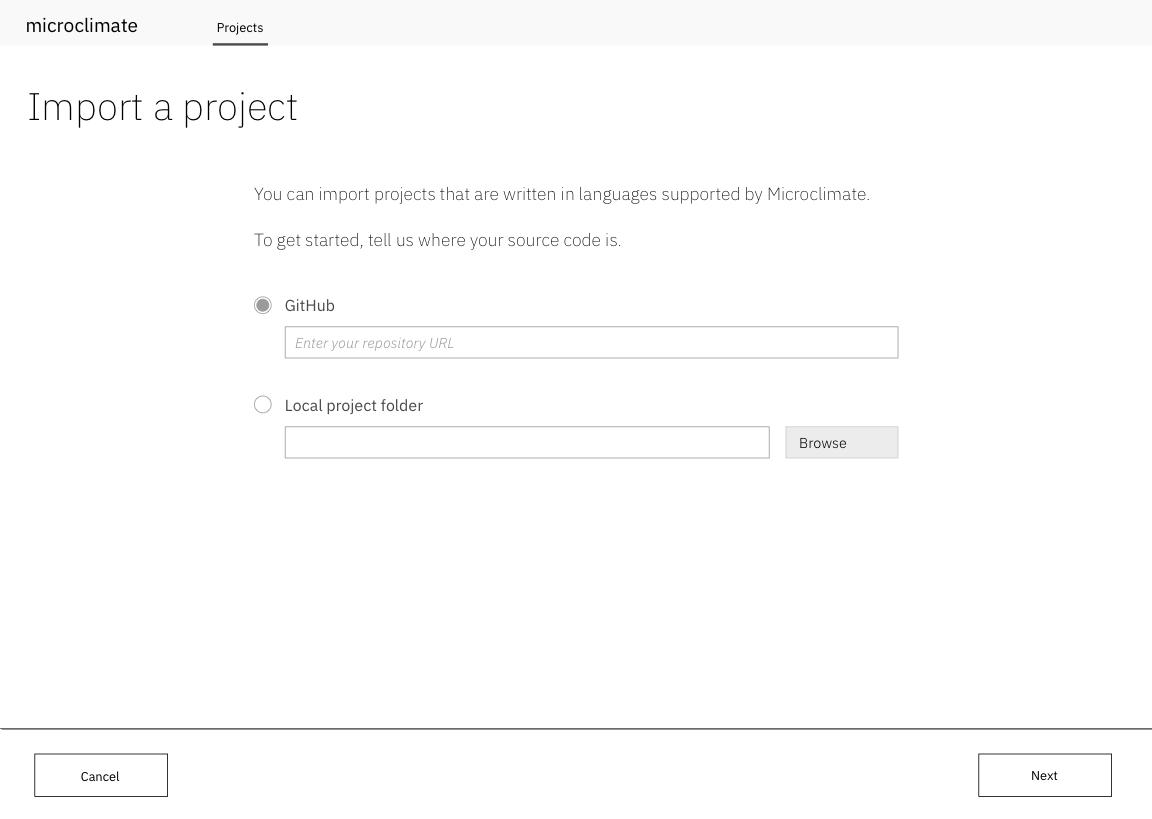 microclimate
Projects
Import a project
You can import projects that are written in languages supported by Microclimate.
To get started, tell us where your source code is.
GitHub
Enter your repository URL
Local project folder
Browse
Cancel
Next